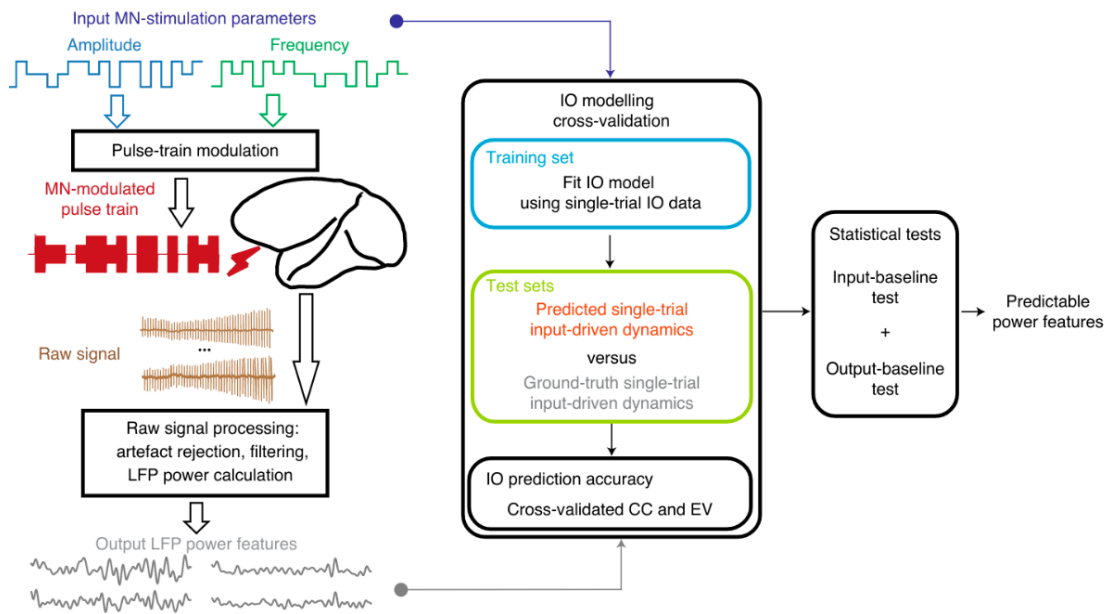 Input MN-stimulation parameters
Amplitude
Frequency
Pulse-train modulation
MN-modulated
pulse train
Raw signal
...
Raw signal processing:
artefact rejection, filtering,
LFP power calculation
Output LFP power features
IO modelling
cross-validation
Training set
Fit IO model
using single-trial IO data
Test sets
Predicted single-trial
input-driven dynamics
versus
Ground-truth single-trial
input-driven dynamics
IO prediction accuracy
Cross-validated CC and EV
Statistical tests
Input-baseline
test
+
Output-baseline
test
Predictable
power features